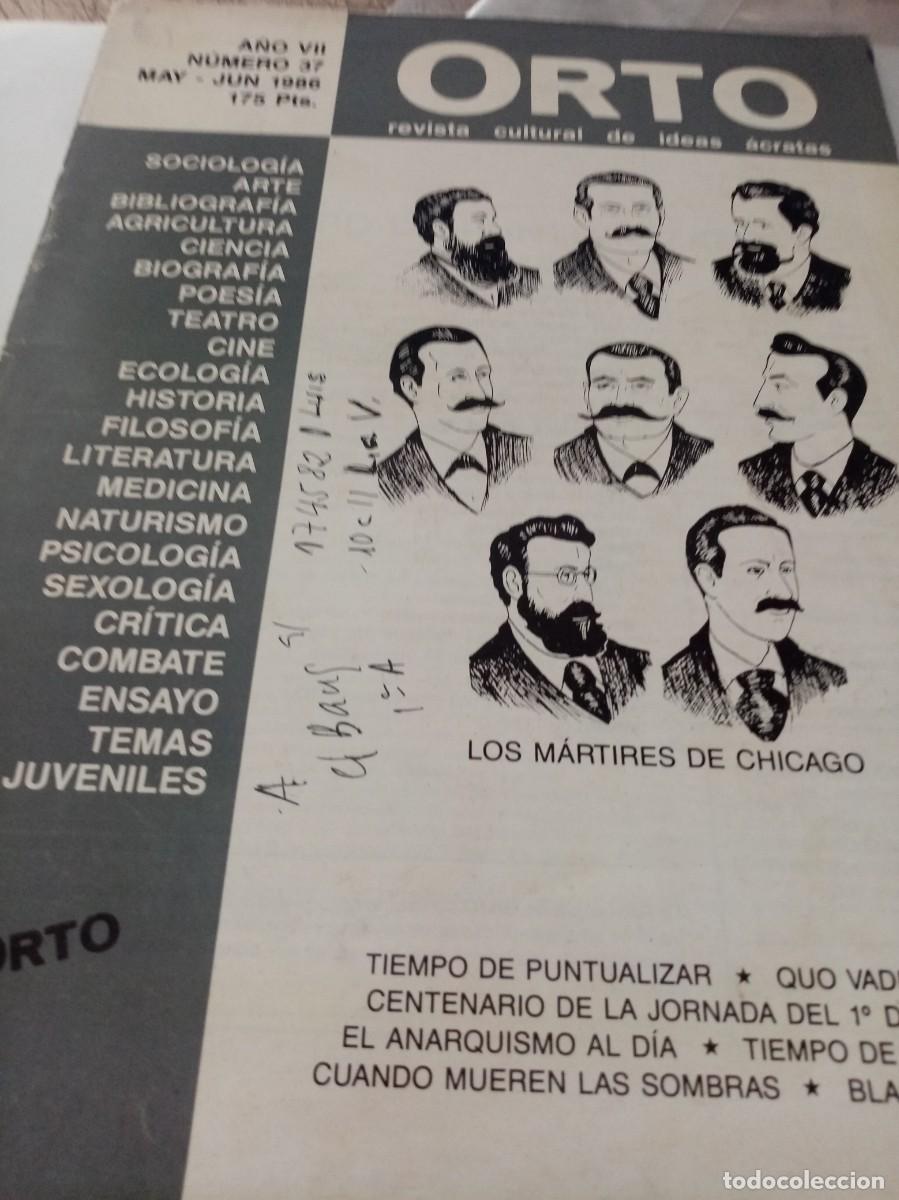 AÑO VII
NÚMERO 37
MAY - JUN 1986
175 Pts.
ORTO
revista cultural de ideas ácratas
SOCIOLOGÍA
ARTE
BIBLIOGRAFÍA
AGRICULTURA
CIENCIA
BIOGRAFÍA
POESÍA
TEATRO
CINE
ECOLOGÍA
HISTORIA
FILOSOFÍA
LITERATURA
MEDICINA
NATURISMO
PSICOLOGÍA
SEXOLOGÍA
CRÍTICA
COMBATE
ENSAYO
TEMAS
JUVENILES
1745821 LUIS
1º A
LOS MÁRTIRES DE CHICAGO
ORTO
TIEMPO DE PUNTUALIZAR ★ QUO VAD
CENTENARIO DE LA JORNADA DEL 1º D
EL ANARQUISMO AL DÍA ★ TIEMPO DE
CUANDO MUEREN LAS SOMBRAS ★ BLA
todocoleccion